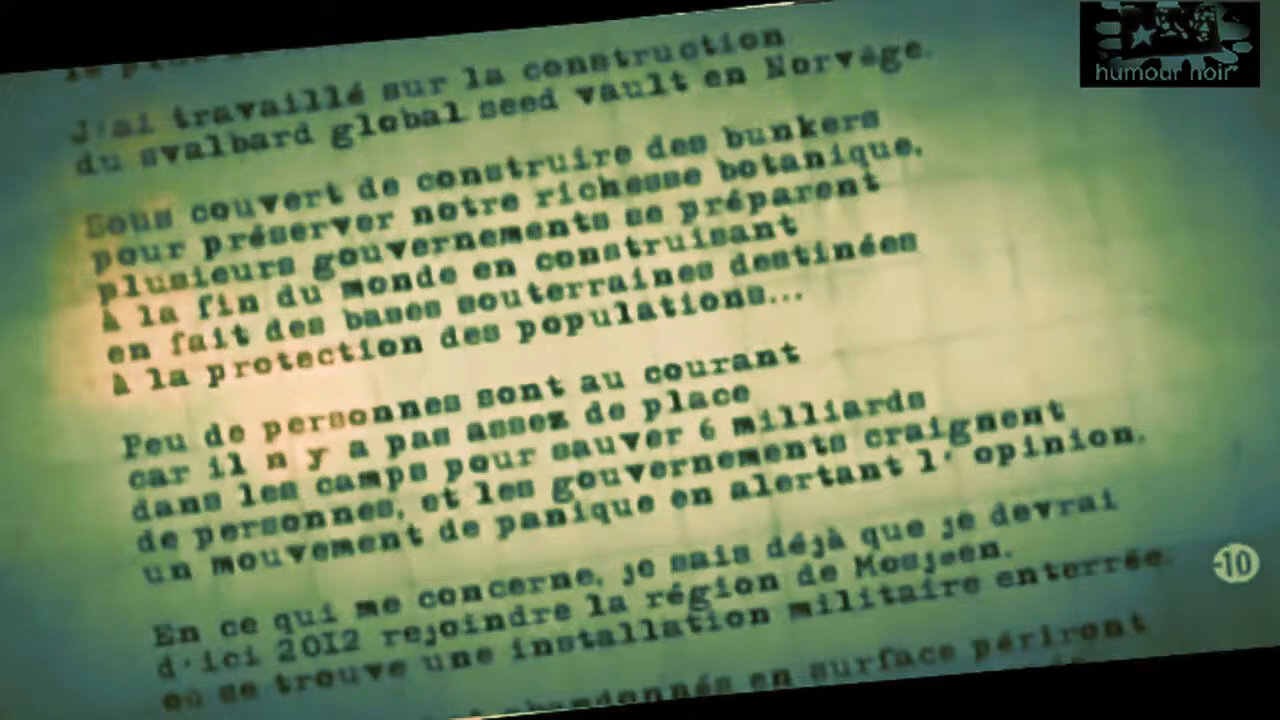 humour noir
J'ai travaillé sur la construction
du svalbard global seed vault en Norvège.
Sous couvert de construire des bunkers
pour préserver notre richesse botanique,
plusieurs gouvernements se préparent
à la fin du monde en construisant
en fait des bases souterraines destinées
à la protection des populations...
Peu de personnes sont au courant
car il n y a pas assez de place
dans les camps pour sauver 6 milliards
de personnes, et les gouvernements craignent
un mouvement de panique en alertant l' opinion.
En ce qui me concerne, je sais déjà que je devrai
d'ici 2012 rejoindre la région de Mosjøen.
où se trouve une installation militaire enterrée.
abandonnés en surface périront
-10